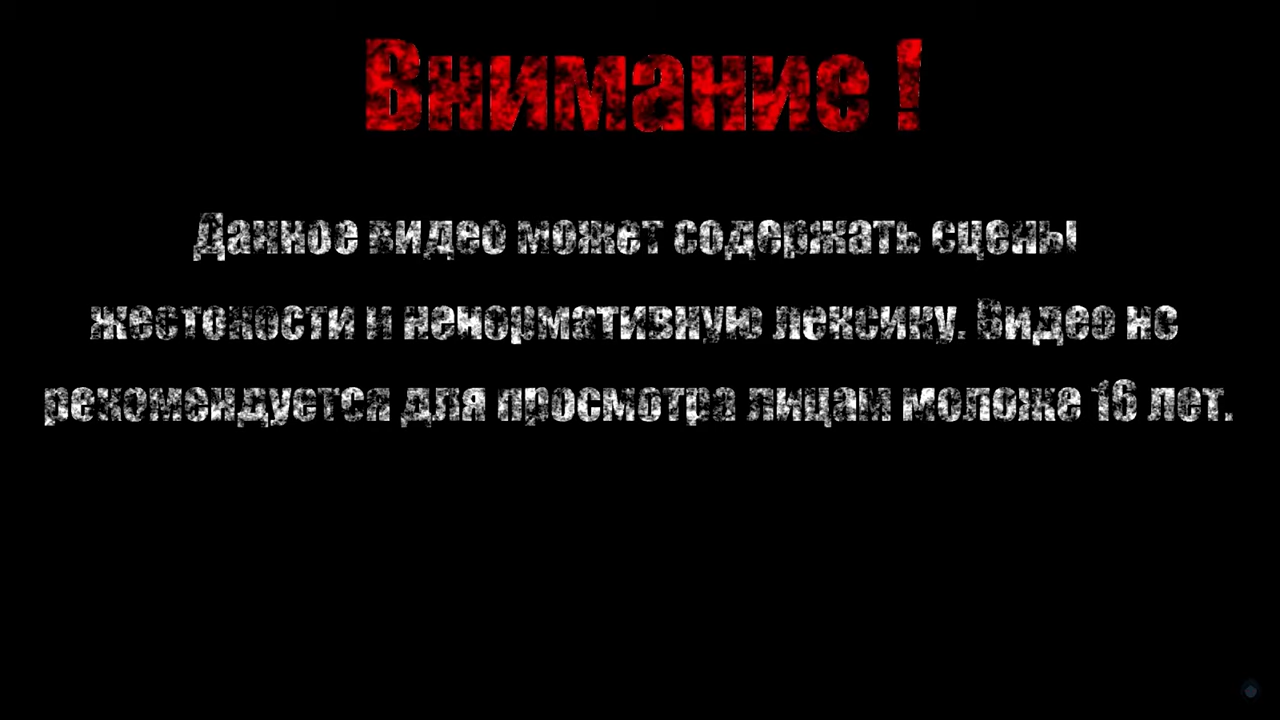 Внимание !
Данное видео может содержать сцены
жестокости и ненормативную лексику. Видео не
рекомендуется для просмотра лицам моложе 16 лет.